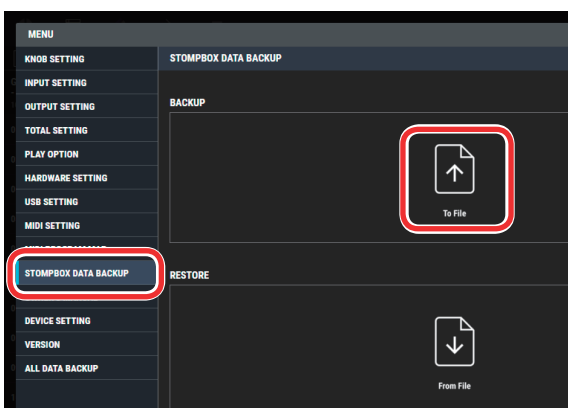 MENU
KNOB SETTING
STOMPBOX DATA BACKUP
INPUT SETTING
OUTPUT SETTING
BACKUP
TOTAL SETTING
PLAY OPTION
HARDWARE SETTING
USB SETTING
To File
MIDI SETTING
STOMPBOX DATA BACKUP
RESTORE
DEVICE SETTING
VERSION
ALL DATA BACKUP
From File